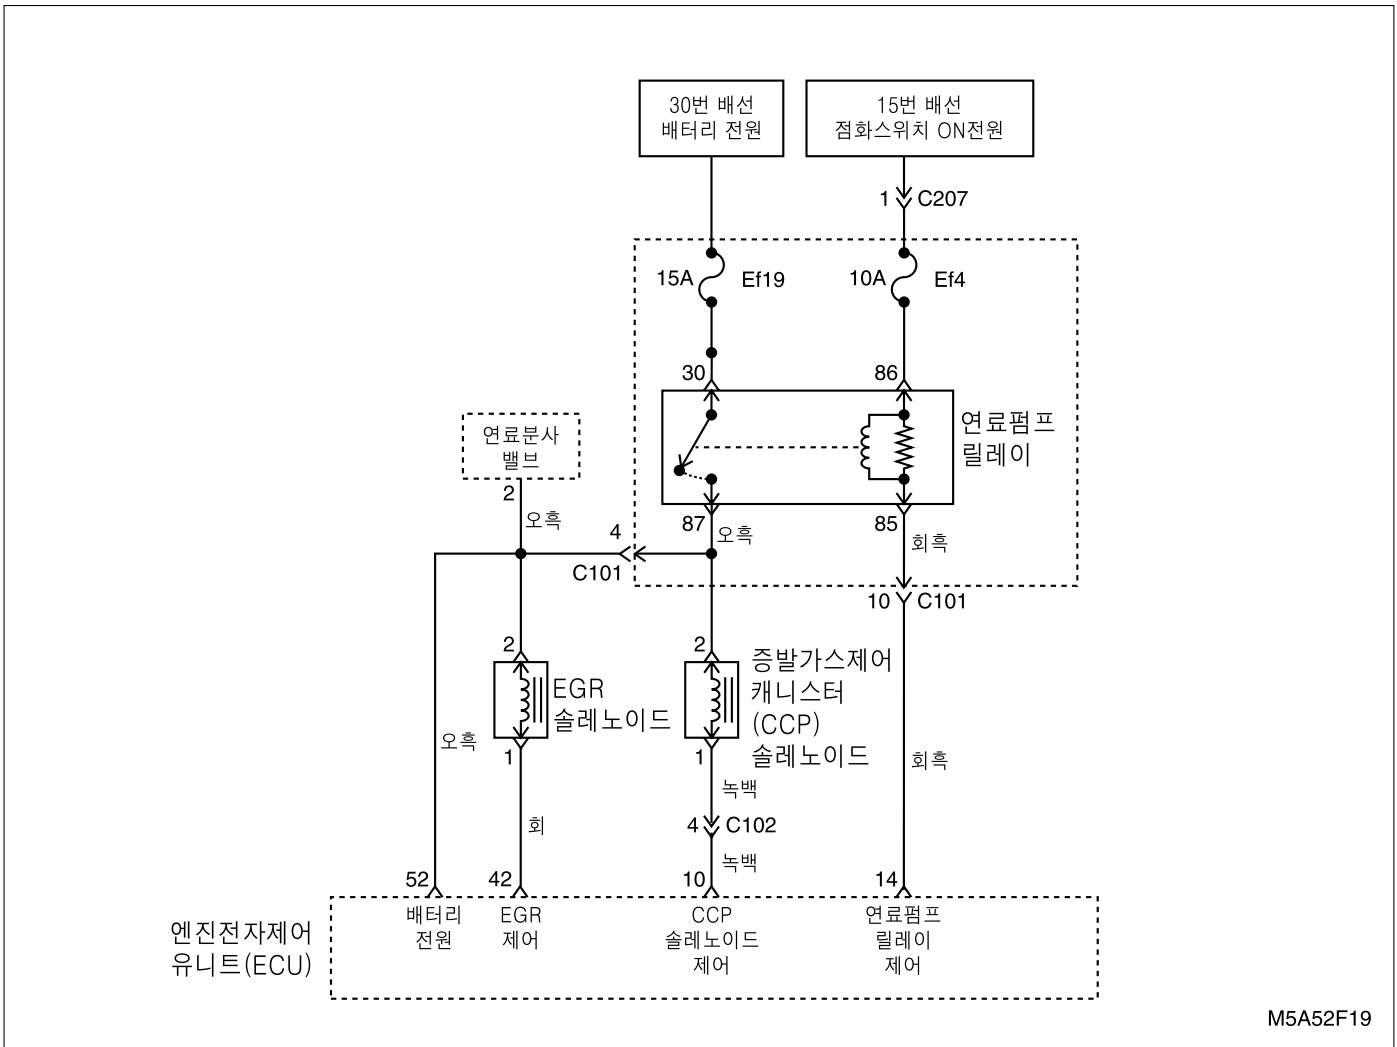 30번 배선
배터리 전원
15번 배선
점화스위치 ON전원
1
C207
15A
Ef19
10A
Ef4
30
86
연료펌프
릴레이
연료분사
밸브
2
오흑
4
C101
87
오흑
85
회흑
10
C101
2
EGR
솔레노이드
1
2
증발가스제어
캐니스터
(CCP)
솔레노이드
1
오흑
회흑
녹백
회
4
C102
녹백
52
42
10
14
배터리
전원
EGR
제어
CCP
솔레노이드
제어
연료펌프
릴레이
제어
엔진전자제어
유니트(ECU)
M5A52F19